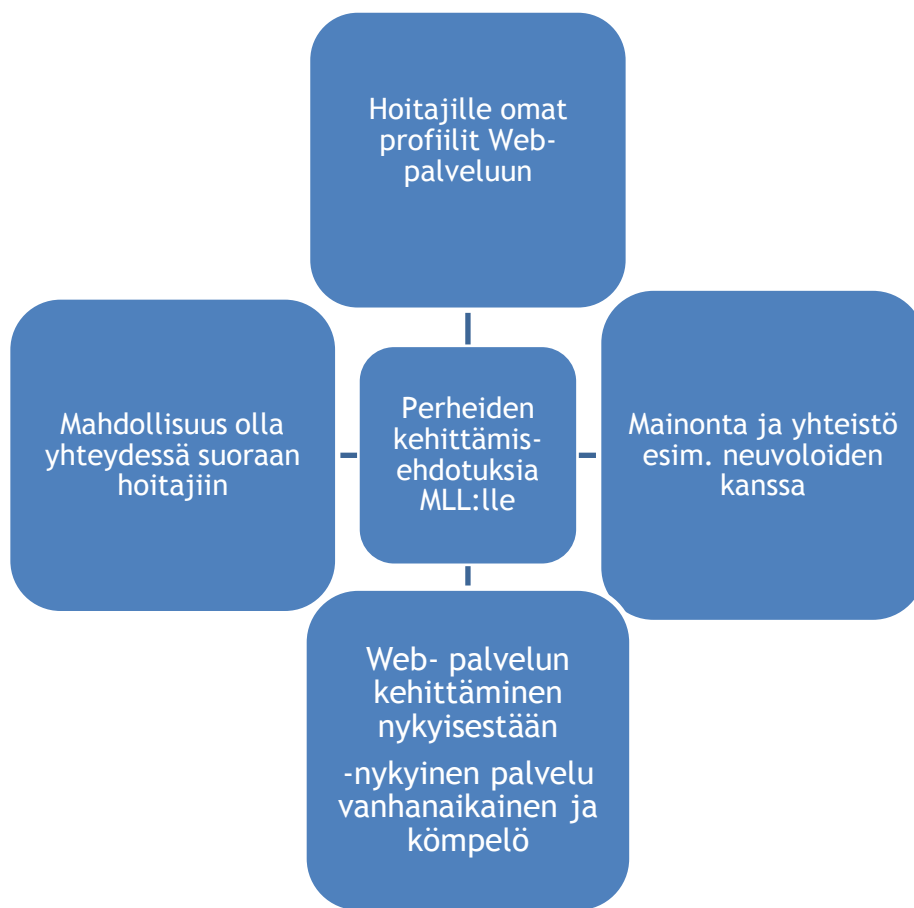 Hoitajille omat
profiilit Web-
palveluun
Mahdollisuus olla
yhteydessä suoraan
hoitajiin
Perheiden
kehittämis-
ehdotuksia
MLL:lle
Mainonta ja yhteistö
esim. neuvoloiden
kanssa
Web- palvelun
kehittäminen
nykyisestään
-nykyinen palvelu
vanhanaikainen ja
kömpelö